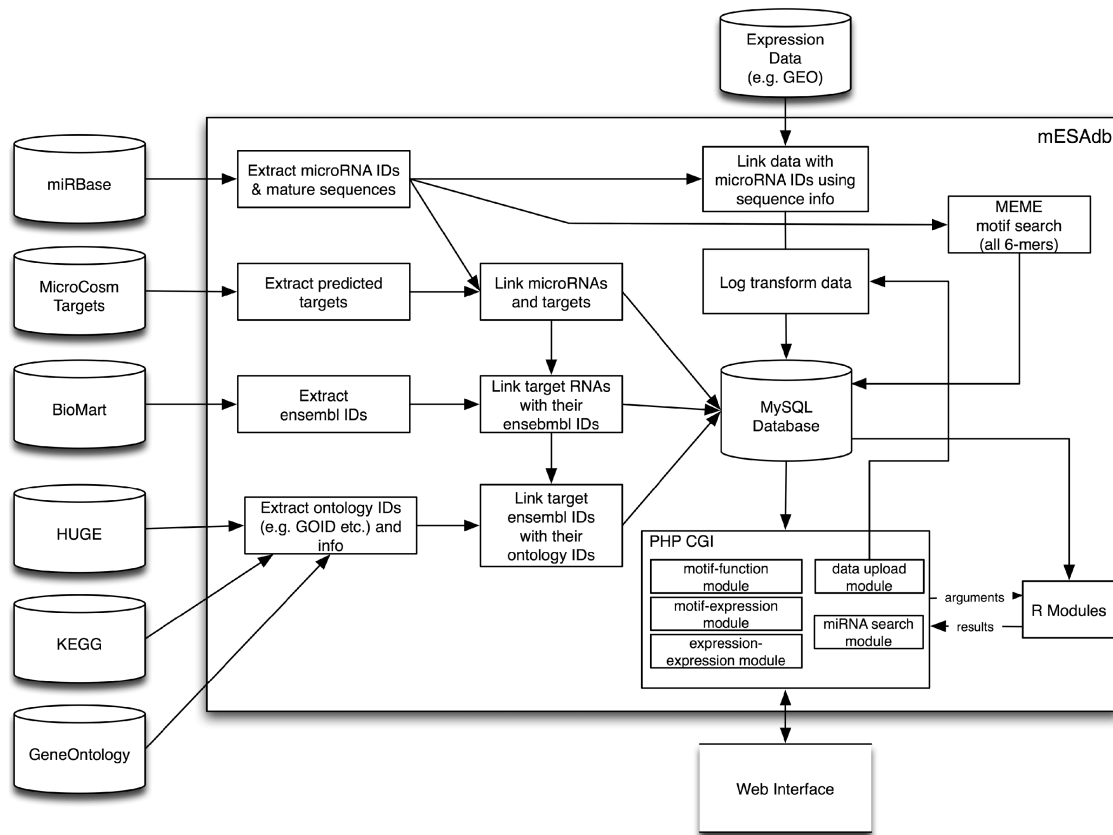 Expression
Data
(e.g. GEO)
mESAdb
miRBase
Extract microRNA IDs
& mature sequences
Link data with
microRNA IDs using
sequence info
MEME
motif search
(all 6-mers)
MicroCosm
Targets
Extract predicted
targets
Link microRNAs
and targets
Log transform data
BioMart
Extract
ensembl IDs
Link target RNAs
with their
ensebmbl IDs
MySQL
Database
HUGE
Extract ontology IDs
(e.g. GOID etc.) and
info
Link target
ensembl IDs
with their
ontology IDs
PHP CGI
motif-function
module
data upload
module
motif-expression
module
miRNA search
module
expression-
expression module
arguments
results
R Modules
KEGG
GeneOntology
Web Interface